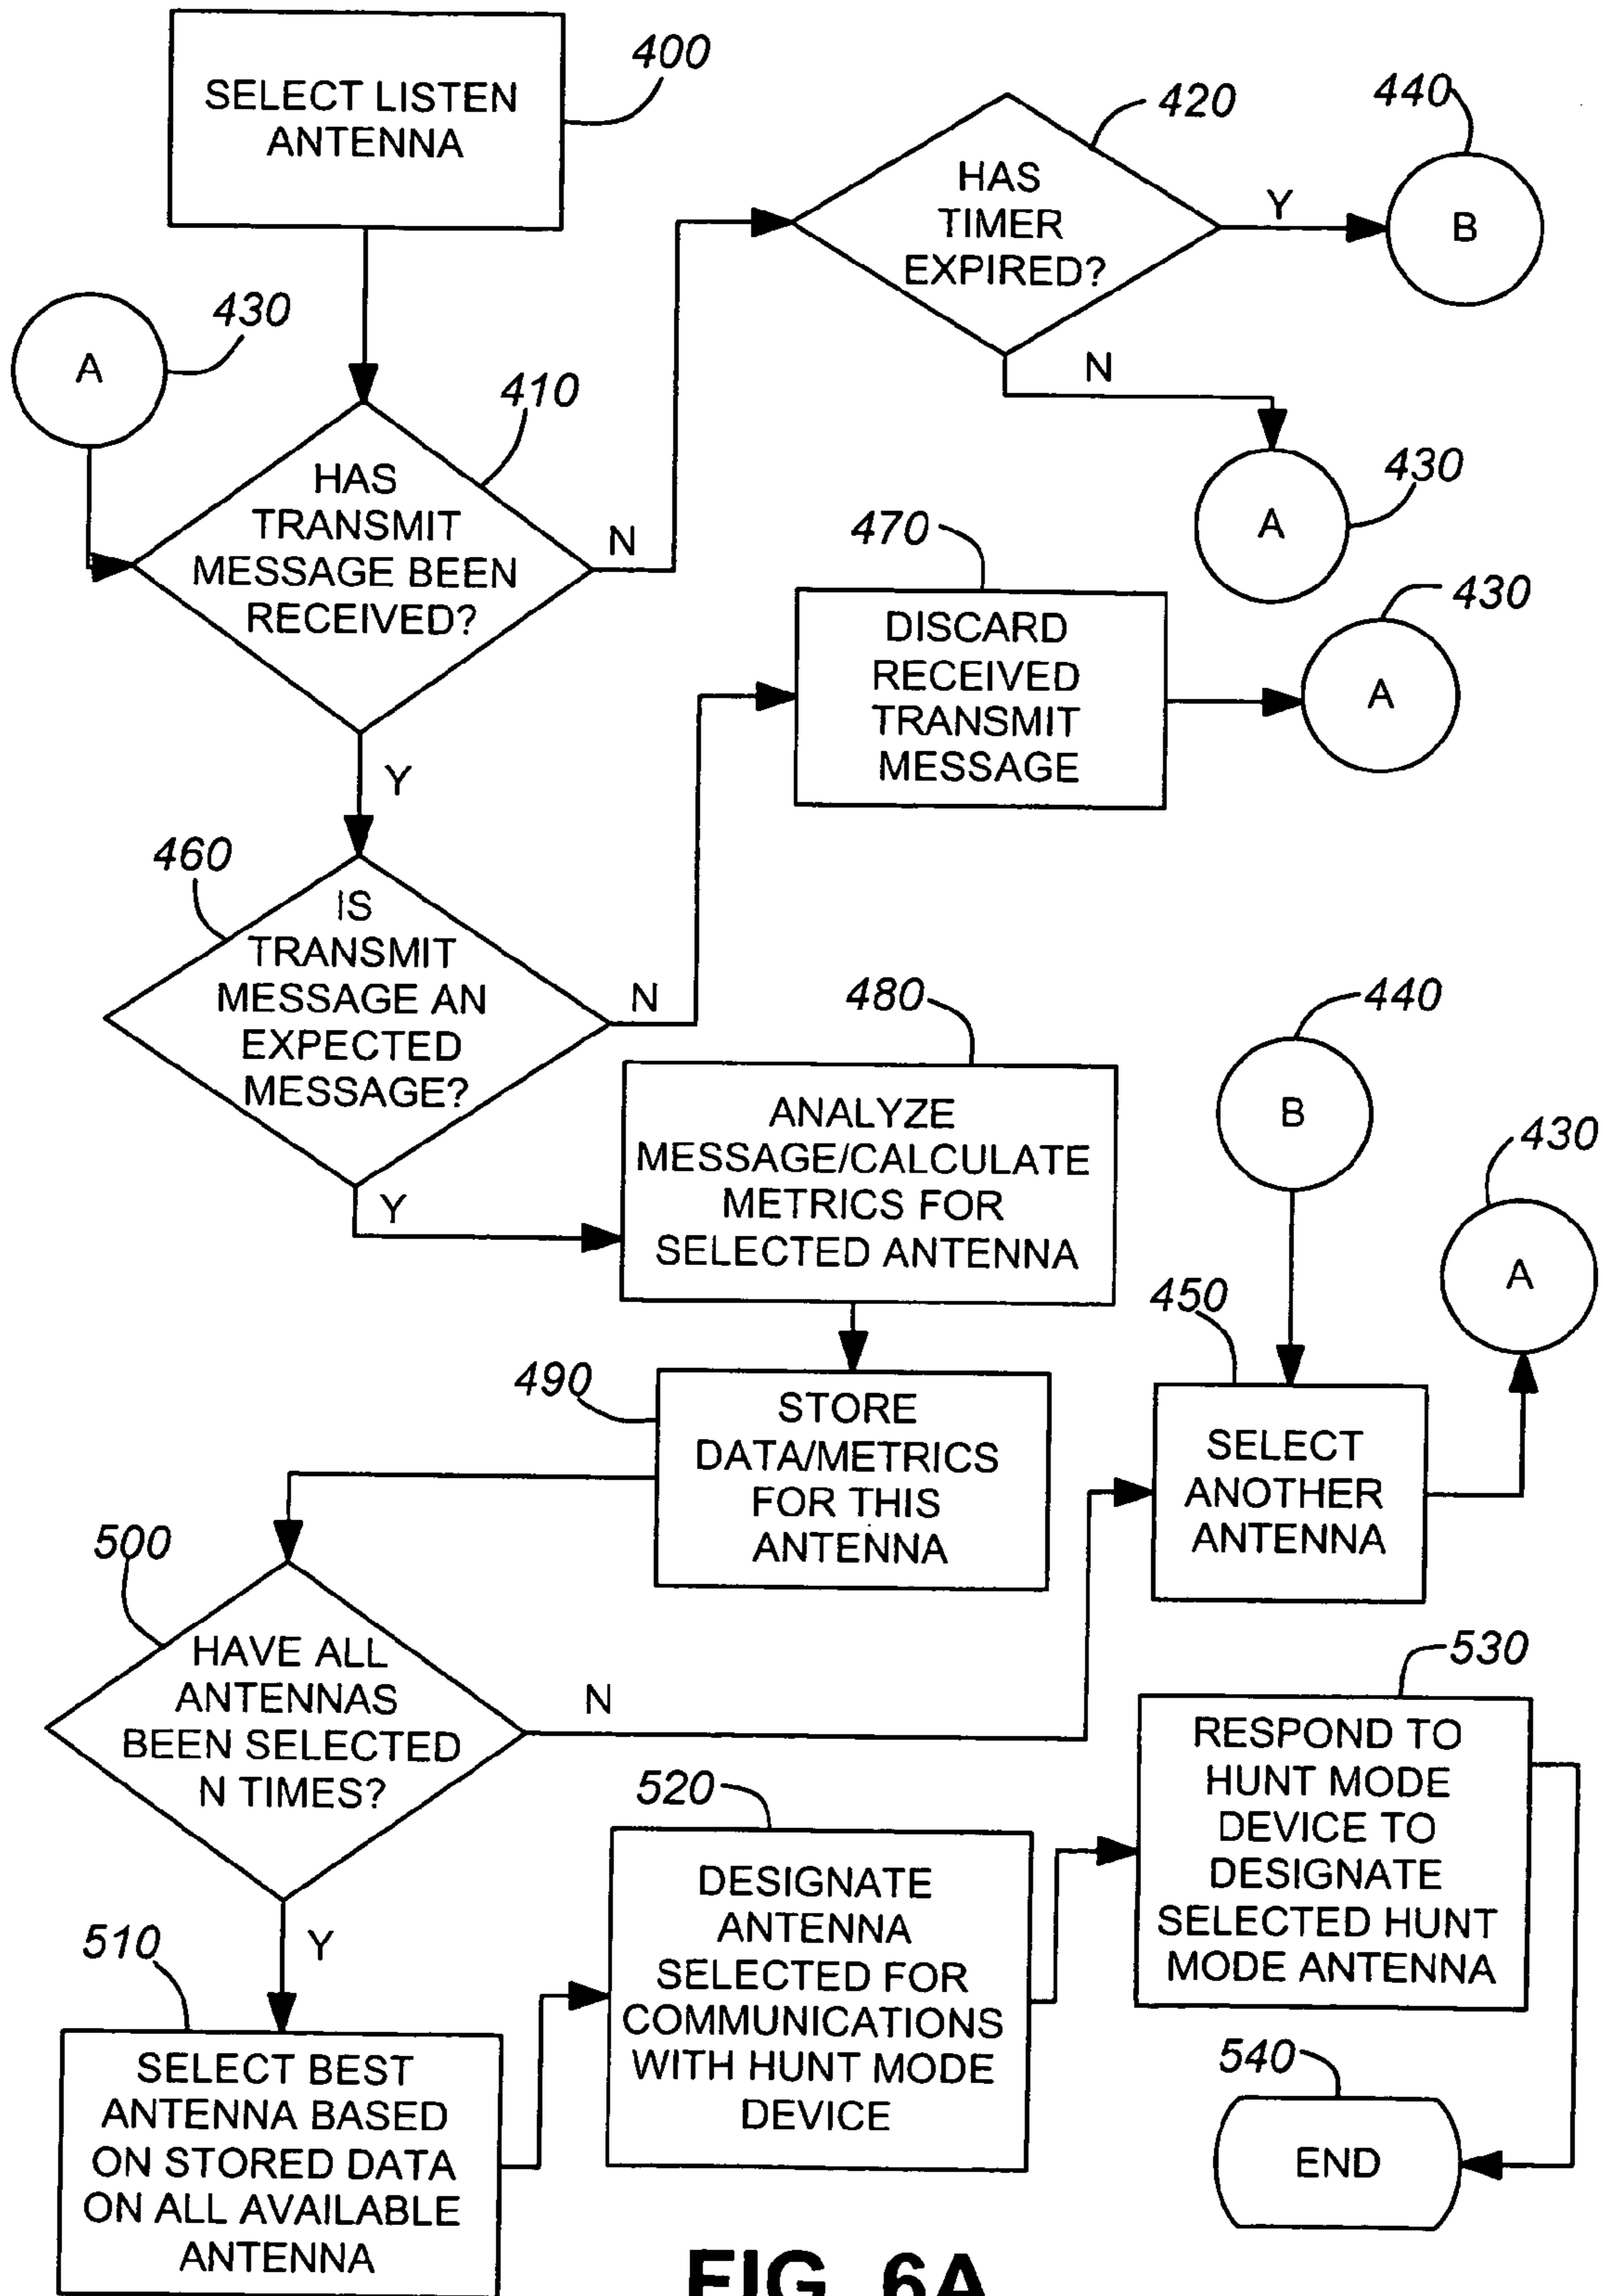 SELECT LISTEN
ANTENNA
400
HAS
TIMER
EXPIRED?
420
Y
440
B
N
A
430
A
430
HAS
TRANSMIT
MESSAGE BEEN
RECEIVED?
410
N
Y
470
DISCARD
RECEIVED
TRANSMIT
MESSAGE
430
A
460
IS
TRANSMIT
MESSAGE AN
EXPECTED
MESSAGE?
N
Y
480
ANALYZE
MESSAGE/CALCULATE
METRICS FOR
SELECTED ANTENNA
440
B
430
A
450
SELECT
ANOTHER
ANTENNA
490
STORE
DATA/METRICS
FOR THIS
ANTENNA
500
HAVE ALL
ANTENNAS
BEEN SELECTED
N TIMES?
N
Y
510
SELECT BEST
ANTENNA BASED
ON STORED DATA
ON ALL AVAILABLE
ANTENNA
520
DESIGNATE
ANTENNA
SELECTED FOR
COMMUNICATIONS
WITH HUNT MODE
DEVICE
530
RESPOND TO
HUNT MODE
DEVICE TO
DESIGNATE
SELECTED HUNT
MODE ANTENNA
540
END
FIG. 6A